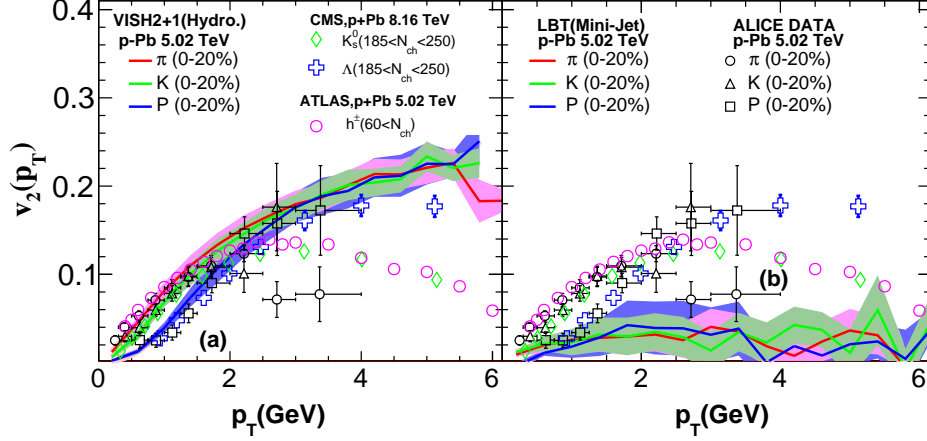 VISH2+1(Hydro.)
p-Pb 5.02 TeV
π (0-20%)
K (0-20%)
P (0-20%)
CMS,p+Pb 8.16 TeV
K⁰ₛ(185<N_ch<250)
Λ(185<N_ch<250)
ATLAS,p+Pb 5.02 TeV
h±(60<N_ch)
LBT(Mini-Jet)
p-Pb 5.02 TeV
π (0-20%)
K (0-20%)
P (0-20%)
ALICE DATA
p-Pb 5.02 TeV
π (0-20%)
K (0-20%)
P (0-20%)
0.4
0.3
0.2
0.1
v₂(p_T)
(a)
(b)
0 2 4 6
2 4 6
p_T(GeV)
p_T(GeV)